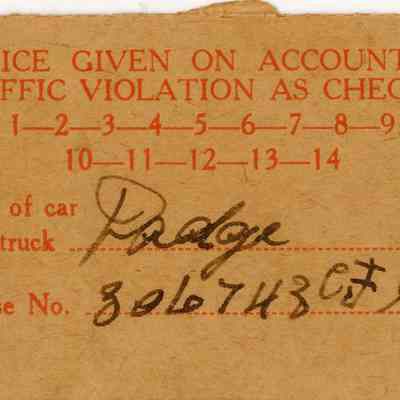 ICE GIVEN ON ACCOUNT
FFIC VIOLATION AS CHEC
1—2—3—4—5—6—7—8—9
10—11—12—13—14
of car
truck Dodge
se No. 306743